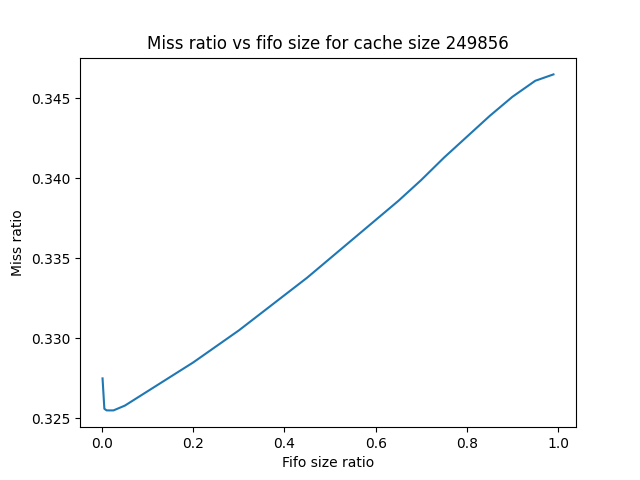 Miss ratio vs fifo size for cache size 249856
0.345
0.340
0.335
0.330
0.325
Miss ratio
0.0 0.2 0.4 0.6 0.8 1.0
Fifo size ratio